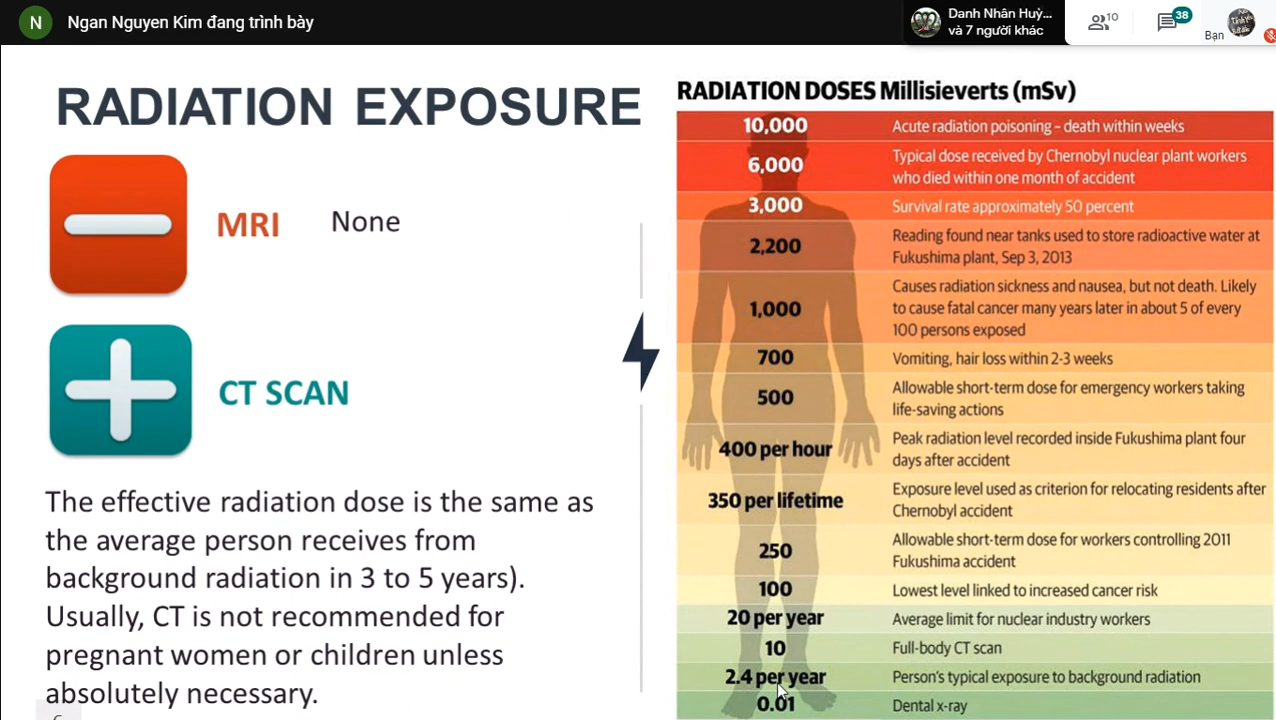 N
Ngan Nguyen Kim đang trình bày
Danh Nhân Huỳ...
và 7 người khác
10
38
Bạn
RADIATION EXPOSURE
MRI None
CT SCAN
The effective radiation dose is the same as
the average person receives from
background radiation in 3 to 5 years).
Usually, CT is not recommended for
pregnant women or children unless
absolutely necessary.
RADIATION DOSES Millisieverts (mSv)
10,000 Acute radiation poisoning – death within weeks
6,000 Typical dose received by Chernobyl nuclear plant workers
who died within one month of accident
3,000 Survival rate approximately 50 percent
2,200 Reading found near tanks used to store radioactive water at
Fukushima plant, Sep 3, 2013
1,000 Causes radiation sickness and nausea, but not death. Likely
to cause fatal cancer many years later in about 5 of every
100 persons exposed
700 Vomiting, hair loss within 2-3 weeks
500 Allowable short-term dose for emergency workers taking
life-saving actions
400 per hour Peak radiation level recorded inside Fukushima plant four
days after accident
350 per lifetime Exposure level used as criterion for relocating residents after
Chernobyl accident
250 Allowable short-term dose for workers controlling 2011
Fukushima accident
100 Lowest level linked to increased cancer risk
20 per year Average limit for nuclear industry workers
10 Full-body CT scan
2.4 per year Person's typical exposure to background radiation
0.01 Dental x-ray